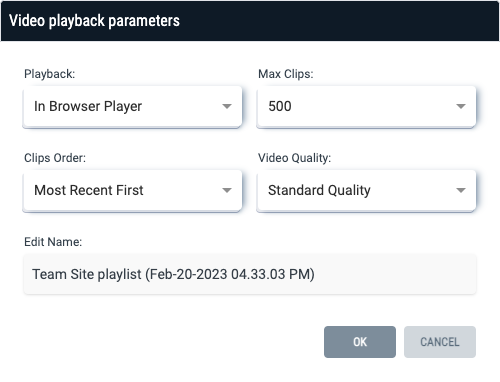 Video playback parameters
Playback:
Max Clips:
In Browser Player
500
Clips Order:
Video Quality:
Most Recent First
Standard Quality
Edit Name:
Team Site playlist (Feb-20-2023 04.33.03 PM)
OK
CANCEL